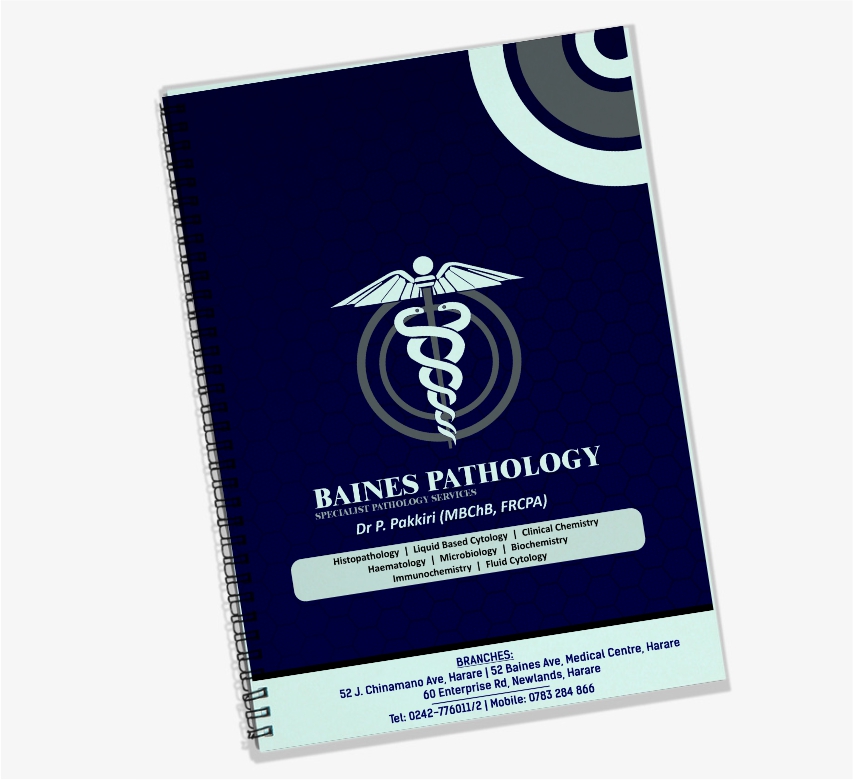 BAINES PATHOLOGY
SPECIALIST PATHOLOGY SERVICES
Dr P. Pakkiri (MBChB, FRCPA)
Histopathology | Liquid Based Cytology | Clinical Chemistry
Haematology | Microbiology | Biochemistry
Immunochemistry | Fluid Cytology
BRANCHES:
52 J. Chinamano Ave, Harare | 52 Baines Ave, Medical Centre, Harare
60 Enterprise Rd, Newlands, Harare
Tel: 0242-776011/2 | Mobile: 0783 284 866